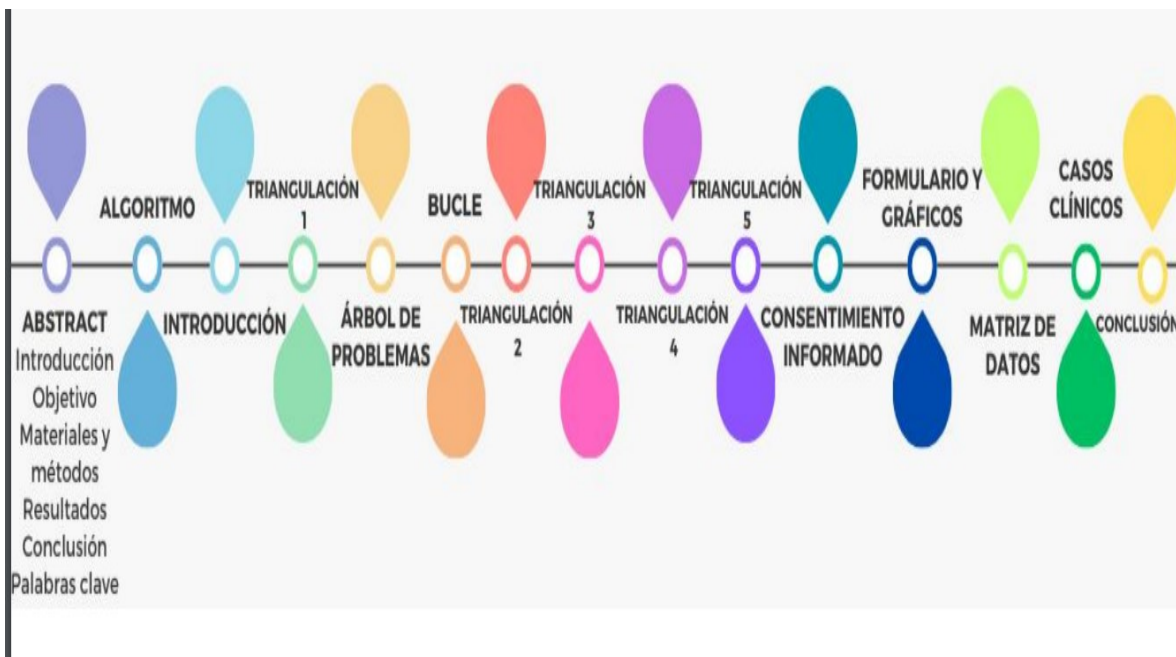 ABSTRACT
Introducción
Objetivo
Materiales y
métodos
Resultados
Conclusión
Palabras clave
ALGORITMO
INTRODUCCIÓN
TRIANGULACIÓN
1
ÁRBOL DE
PROBLEMAS
BUCLE
TRIANGULACIÓN
2
TRIANGULACIÓN
3
TRIANGULACIÓN
4
TRIANGULACIÓN
5
CONSENTIMIENTO
INFORMADO
FORMULARIO Y
GRÁFICOS
MATRIZ DE
DATOS
CASOS
CLÍNICOS
CONCLUSIÓN